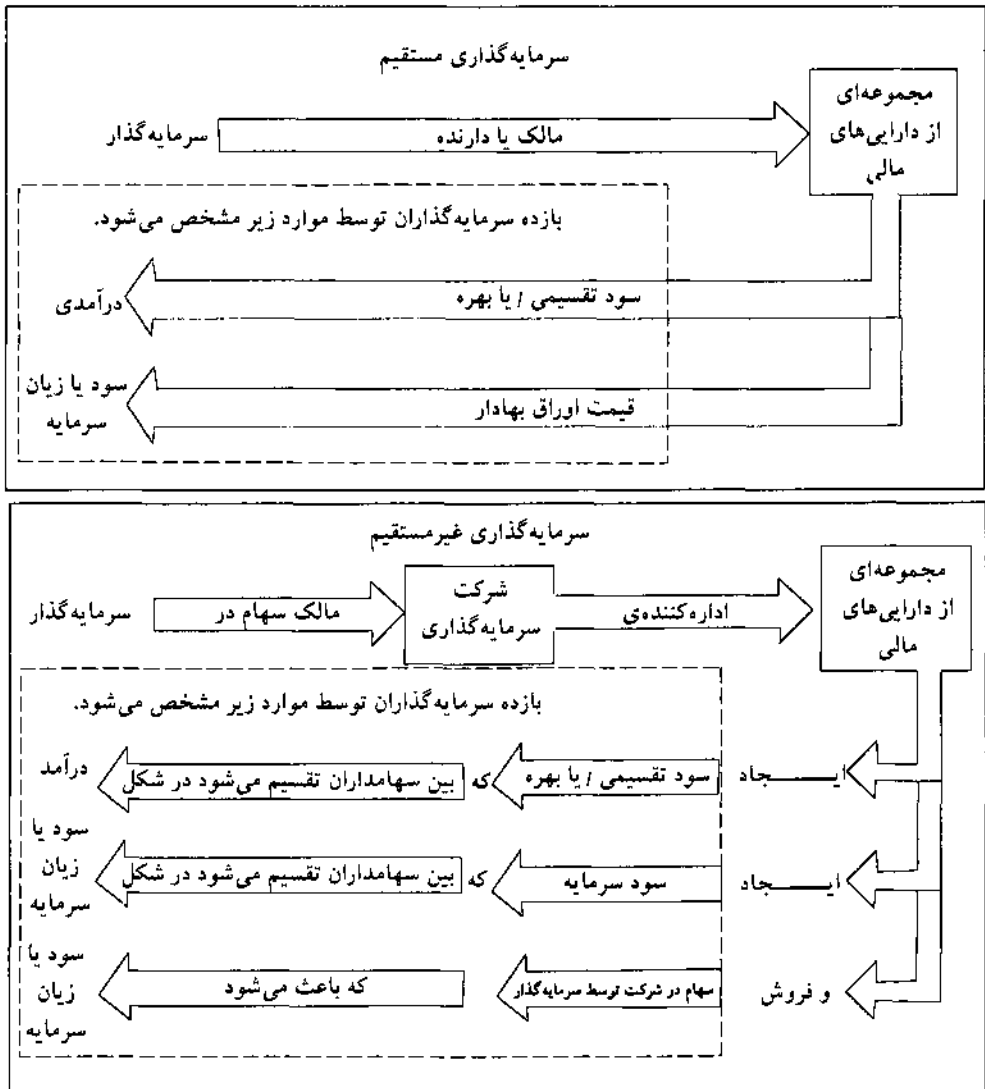 سرمایه‌گذاری مستقیم
مجموعه‌ای
از دارایی‌های
مالی
سرمایه‌گذار
مالک یا دارنده
بازده سرمایه‌گذاران توسط موارد زیر مشخص می‌شود.
سود تقسیمی / یا بهره
درآمدی
قیمت اوراق بهادار
سود یا زیان
سرمایه
سرمایه‌گذاری غیرمستقیم
مجموعه‌ای
از دارایی‌های
مالی
سرمایه‌گذار
مالک سهام در
شرکت
سرمایه‌گذاری
اداره‌کننده‌ی
بازده سرمایه‌گذاران توسط موارد زیر مشخص می‌شود.
ایـــــجاد
سود تقسیمی / یا بهره
که
بین سهامداران تقسیم می‌شود در شکل
درآمد
ایـــــجاد
سود سرمایه
که
بین سهامداران تقسیم می‌شود در شکل
سود یا
زیان
سرمایه
و فروش
سهام در شرکت توسط سرمایه‌گذار
که باعث می‌شود
سود یا
زیان
سرمایه